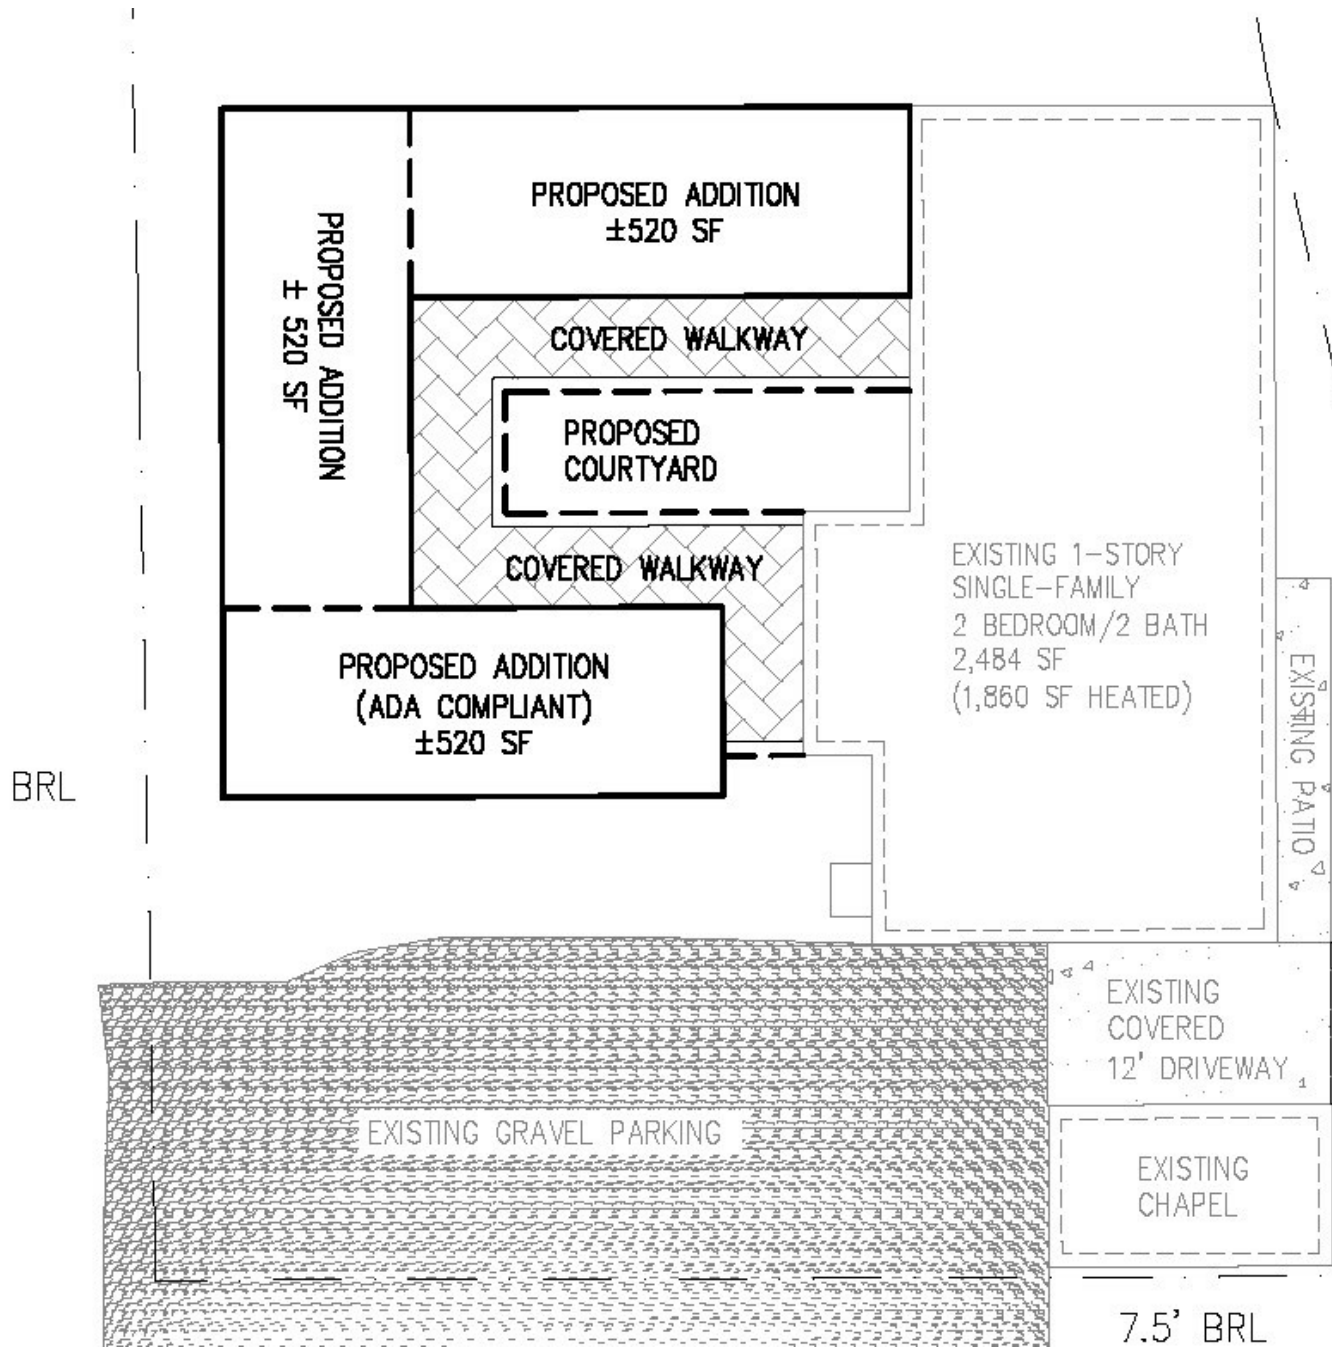 PROPOSED ADDITION
±520 SF
PROPOSED ADDITION
± 520 SF
COVERED WALKWAY
PROPOSED
COURTYARD
COVERED WALKWAY
EXISTING 1-STORY
SINGLE-FAMILY
2 BEDROOM/2 BATH
2,484 SF
(1,860 SF HEATED)
PROPOSED ADDITION
(ADA COMPLIANT)
±520 SF
EXISTING PATIO
BRL
EXISTING
COVERED
12' DRIVEWAY
EXISTING GRAVEL PARKING
EXISTING
CHAPEL
7.5' BRL